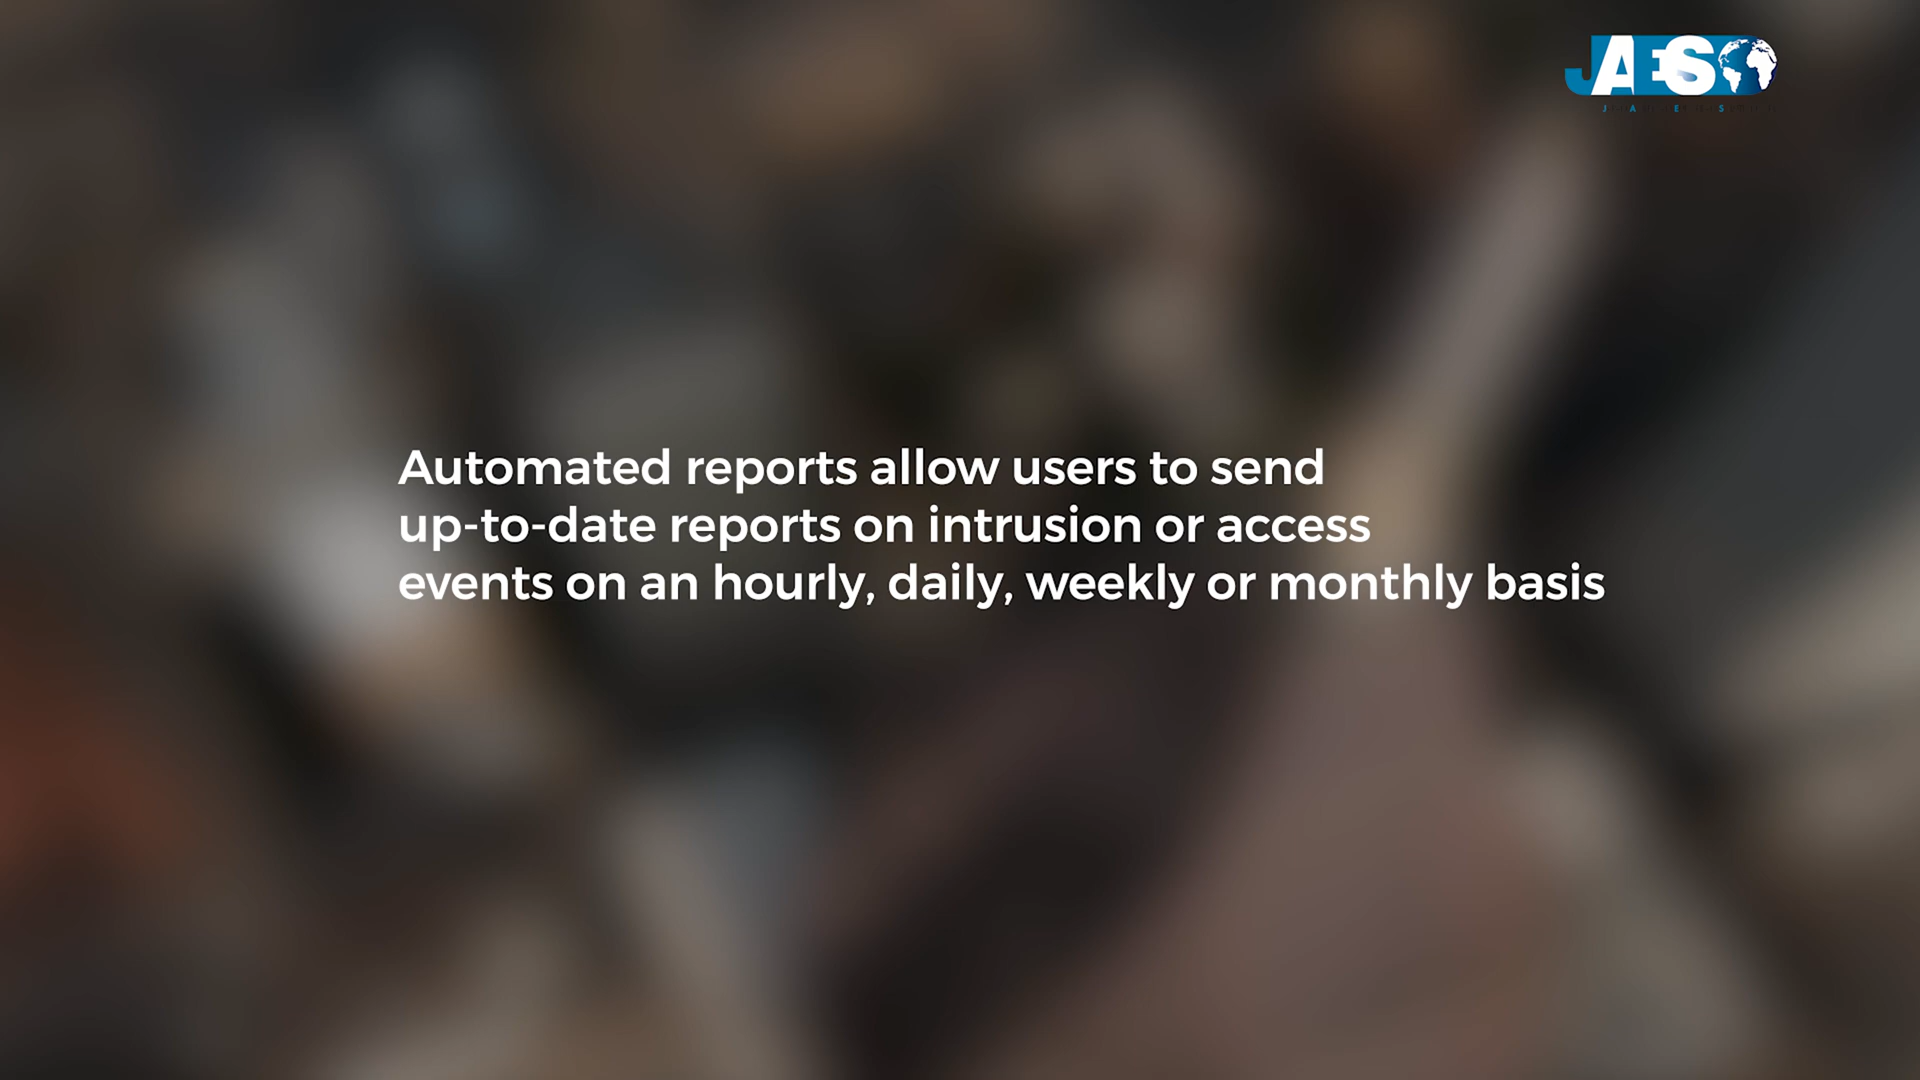 JAES
Automated reports allow users to send
up-to-date reports on intrusion or access
events on an hourly, daily, weekly or monthly basis